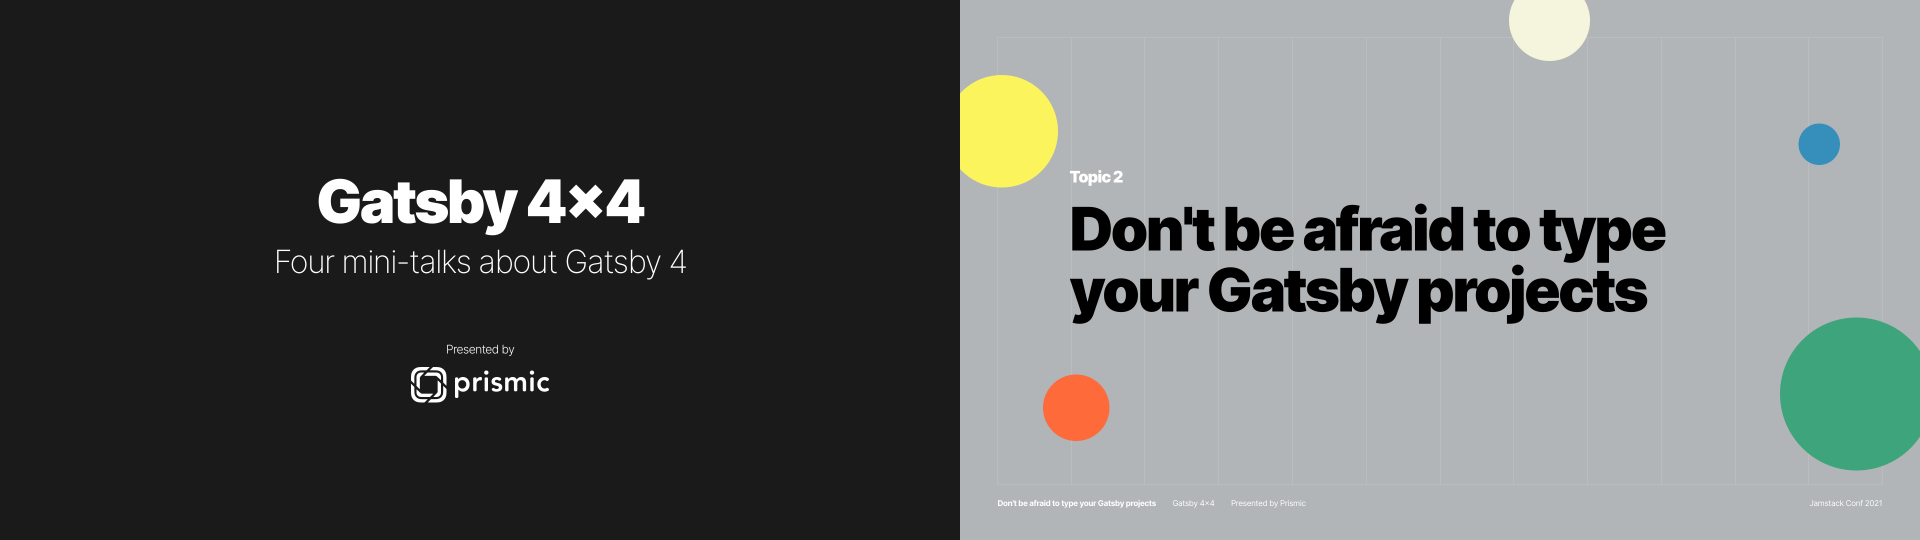 Gatsby 4×4
Four mini-talks about Gatsby 4
Presented by
prismic
Topic 2
Don't be afraid to type
your Gatsby projects
Don't be afraid to type your Gatsby projects Gatsby 4×4 Presented by Prismic Jamstack Conf 2021